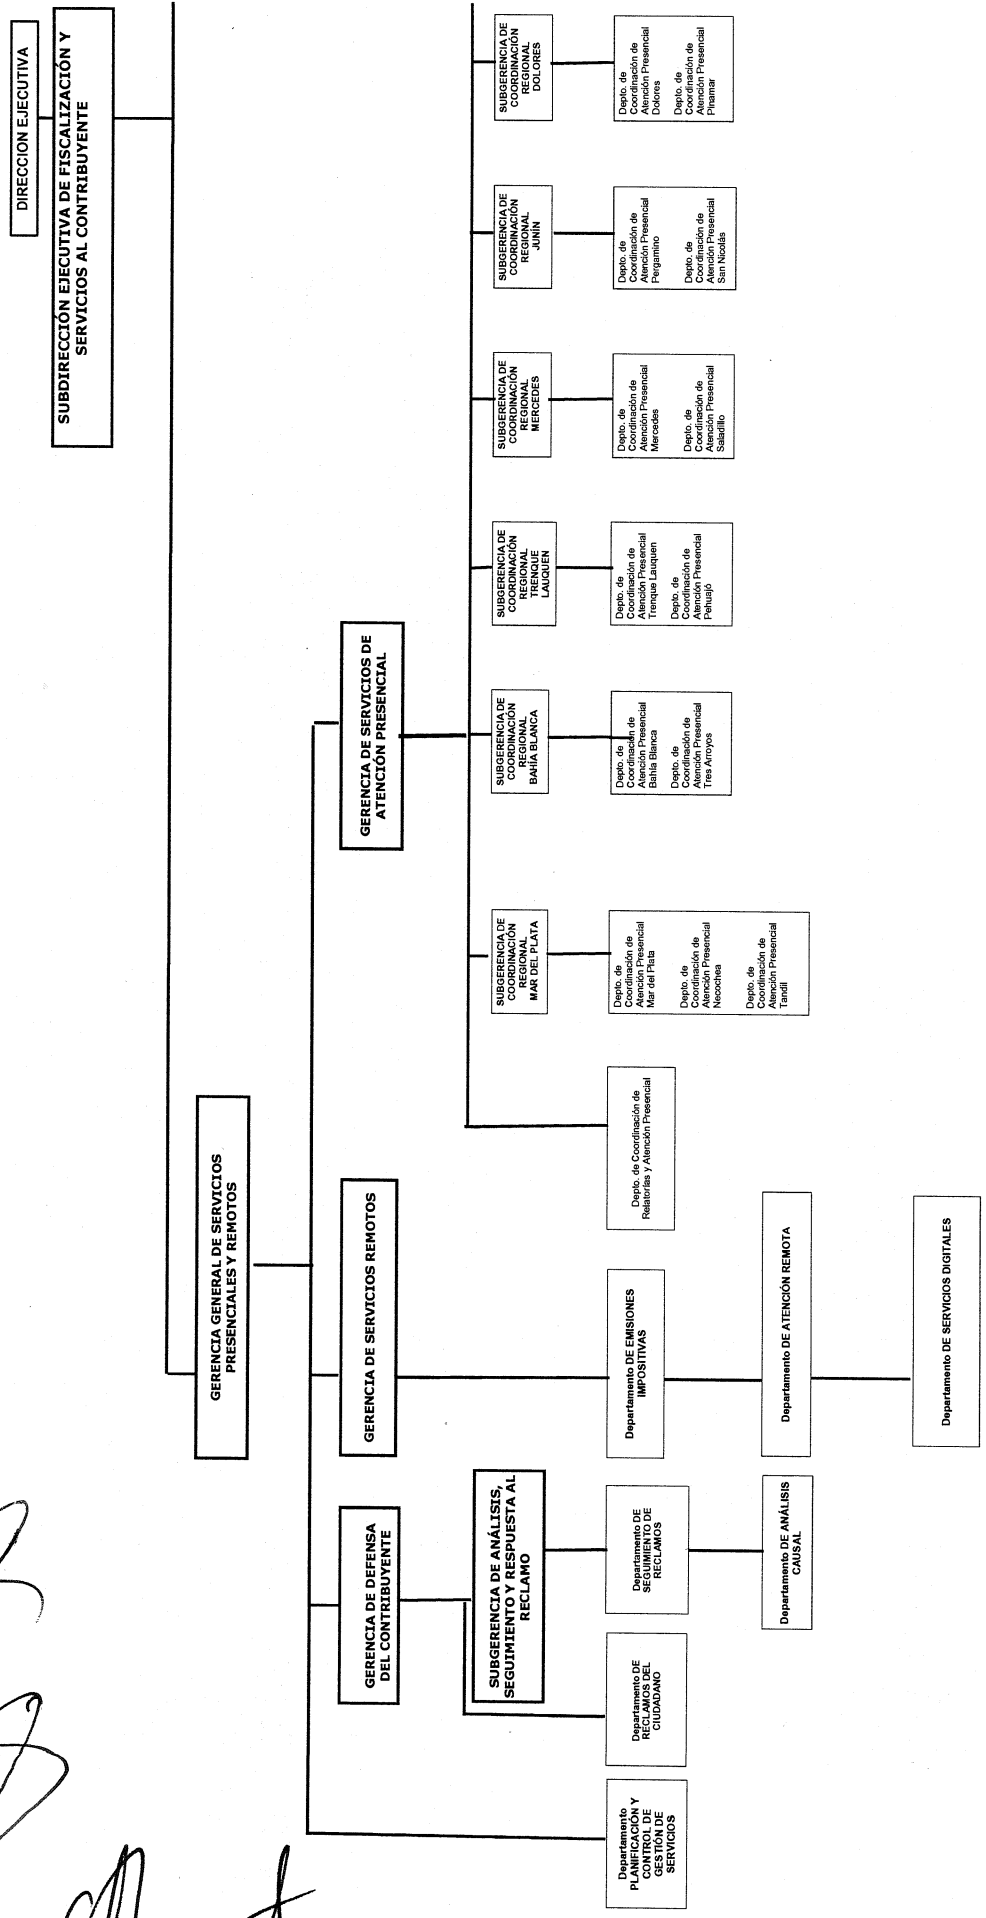 DIRECCION EJECUTIVA
SUBDIRECCIÓN EJECUTIVA DE FISCALIZACIÓN Y
SERVICIOS AL CONTRIBUYENTE
GERENCIA GENERAL DE SERVICIOS
PRESENCIALES Y REMOTOS
GERENCIA DE DEFENSA
DEL CONTRIBUYENTE
GERENCIA DE SERVICIOS REMOTOS
GERENCIA DE SERVICIOS DE
ATENCIÓN PRESENCIAL
SUBGERENCIA DE ANÁLISIS,
SEGUIMIENTO Y RESPUESTA AL
RECLAMO
SUBGERENCIA DE
COORDINACIÓN
REGIONAL
MAR DEL PLATA
SUBGERENCIA DE
COORDINACIÓN
REGIONAL
BAHÍA BLANCA
SUBGERENCIA DE
COORDINACIÓN
REGIONAL
TRENQUE
LAUQUEN
SUBGERENCIA DE
COORDINACIÓN
REGIONAL
MERCEDES
SUBGERENCIA DE
COORDINACIÓN
REGIONAL
JUNÍN
SUBGERENCIA DE
COORDINACIÓN
REGIONAL
DOLORES
Departamento
PLANIFICACIÓN Y
CONTROL DE
GESTIÓN DE
SERVICIOS
Departamento DE
RECLAMOS DEL
CIUDADANO
Departamento DE
SEGUIMIENTO DE
RECLAMOS
Departamento DE EMISIONES
IMPOSITIVAS
Depto. de Coordinación de
Relatorías y Atención Presencial
Depto. de
Coordinación de
Atención Presencial
Mar del Plata
Depto. de
Coordinación de
Atención Presencial
Necochea
Depto. de
Coordinación de
Atención Presencial
Tandil
Depto. de
Coordinación de
Atención Presencial
Bahía Blanca
Depto. de
Coordinación de
Atención Presencial
Tres Arroyos
Depto. de
Coordinación de
Atención Presencial
Trenque Lauquen
Depto. de
Coordinación de
Atención Presencial
Pehuajó
Depto. de
Coordinación de
Atención Presencial
Mercedes
Depto. de
Coordinación de
Atención Presencial
Saladillo
Depto. de
Coordinación de
Atención Presencial
Pergamino
Depto. de
Coordinación de
Atención Presencial
San Nicolás
Depto. de
Coordinación de
Atención Presencial
Dolores
Depto. de
Coordinación de
Atención Presencial
Pinamar
Departamento DE ANÁLISIS
CAUSAL
Departamento DE ATENCIÓN REMOTA
Departamento DE SERVICIOS DIGITALES